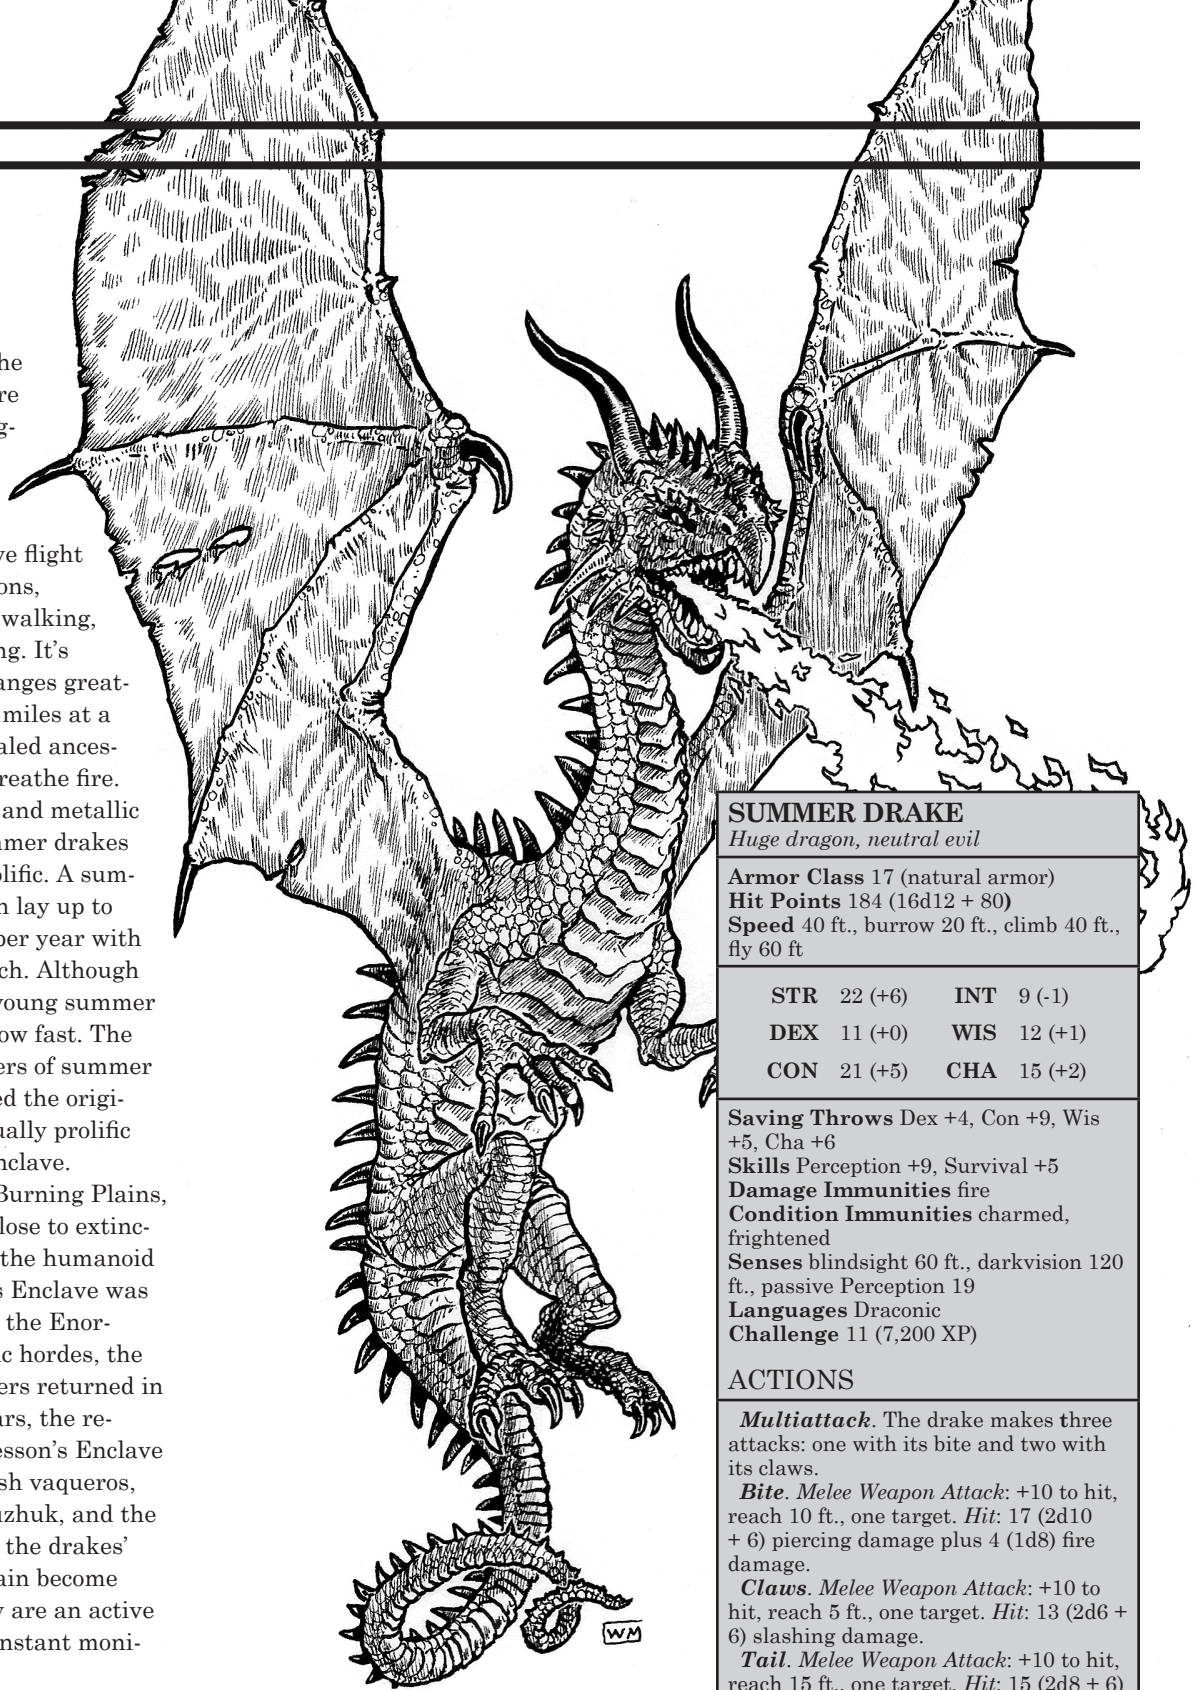 he
re
g-
ve flight
ons,
walking,
ng. It’s
anges great-
miles at a
aled ances-
reathe fire.
and metallic
mmer drakes
olific. A sum-
n lay up to
per year with
ch. Although
young summer
ow fast. The
ers of summer
ed the origi-
ually prolific
nclave.
Burning Plains,
lose to extinc-
the humanoid
s Enclave was
the Enor-
ic hordes, the
ers returned in
ars, the re-
esson’s Enclave
sh vaqueros,
uzhuk, and the
the drakes’
ain become
y are an active
nstant moni-
WM
SUMMER DRAKE
Huge dragon, neutral evil
Armor Class 17 (natural armor)
Hit Points 184 (16d12 + 80)
Speed 40 ft., burrow 20 ft., climb 40 ft.,
fly 60 ft
STR 22 (+6) INT 9 (-1)
DEX 11 (+0) WIS 12 (+1)
CON 21 (+5) CHA 15 (+2)
Saving Throws Dex +4, Con +9, Wis
+5, Cha +6
Skills Perception +9, Survival +5
Damage Immunities fire
Condition Immunities charmed,
frightened
Senses blindsight 60 ft., darkvision 120
ft., passive Perception 19
Languages Draconic
Challenge 11 (7,200 XP)
ACTIONS
Multiattack. The drake makes three
attacks: one with its bite and two with
its claws.
Bite. Melee Weapon Attack: +10 to hit,
reach 10 ft., one target. Hit: 17 (2d10
+ 6) piercing damage plus 4 (1d8) fire
damage.
Claws. Melee Weapon Attack: +10 to
hit, reach 5 ft., one target. Hit: 13 (2d6 +
6) slashing damage.
Tail. Melee Weapon Attack: +10 to hit,
reach 15 ft., one target. Hit: 15 (2d8 + 6)